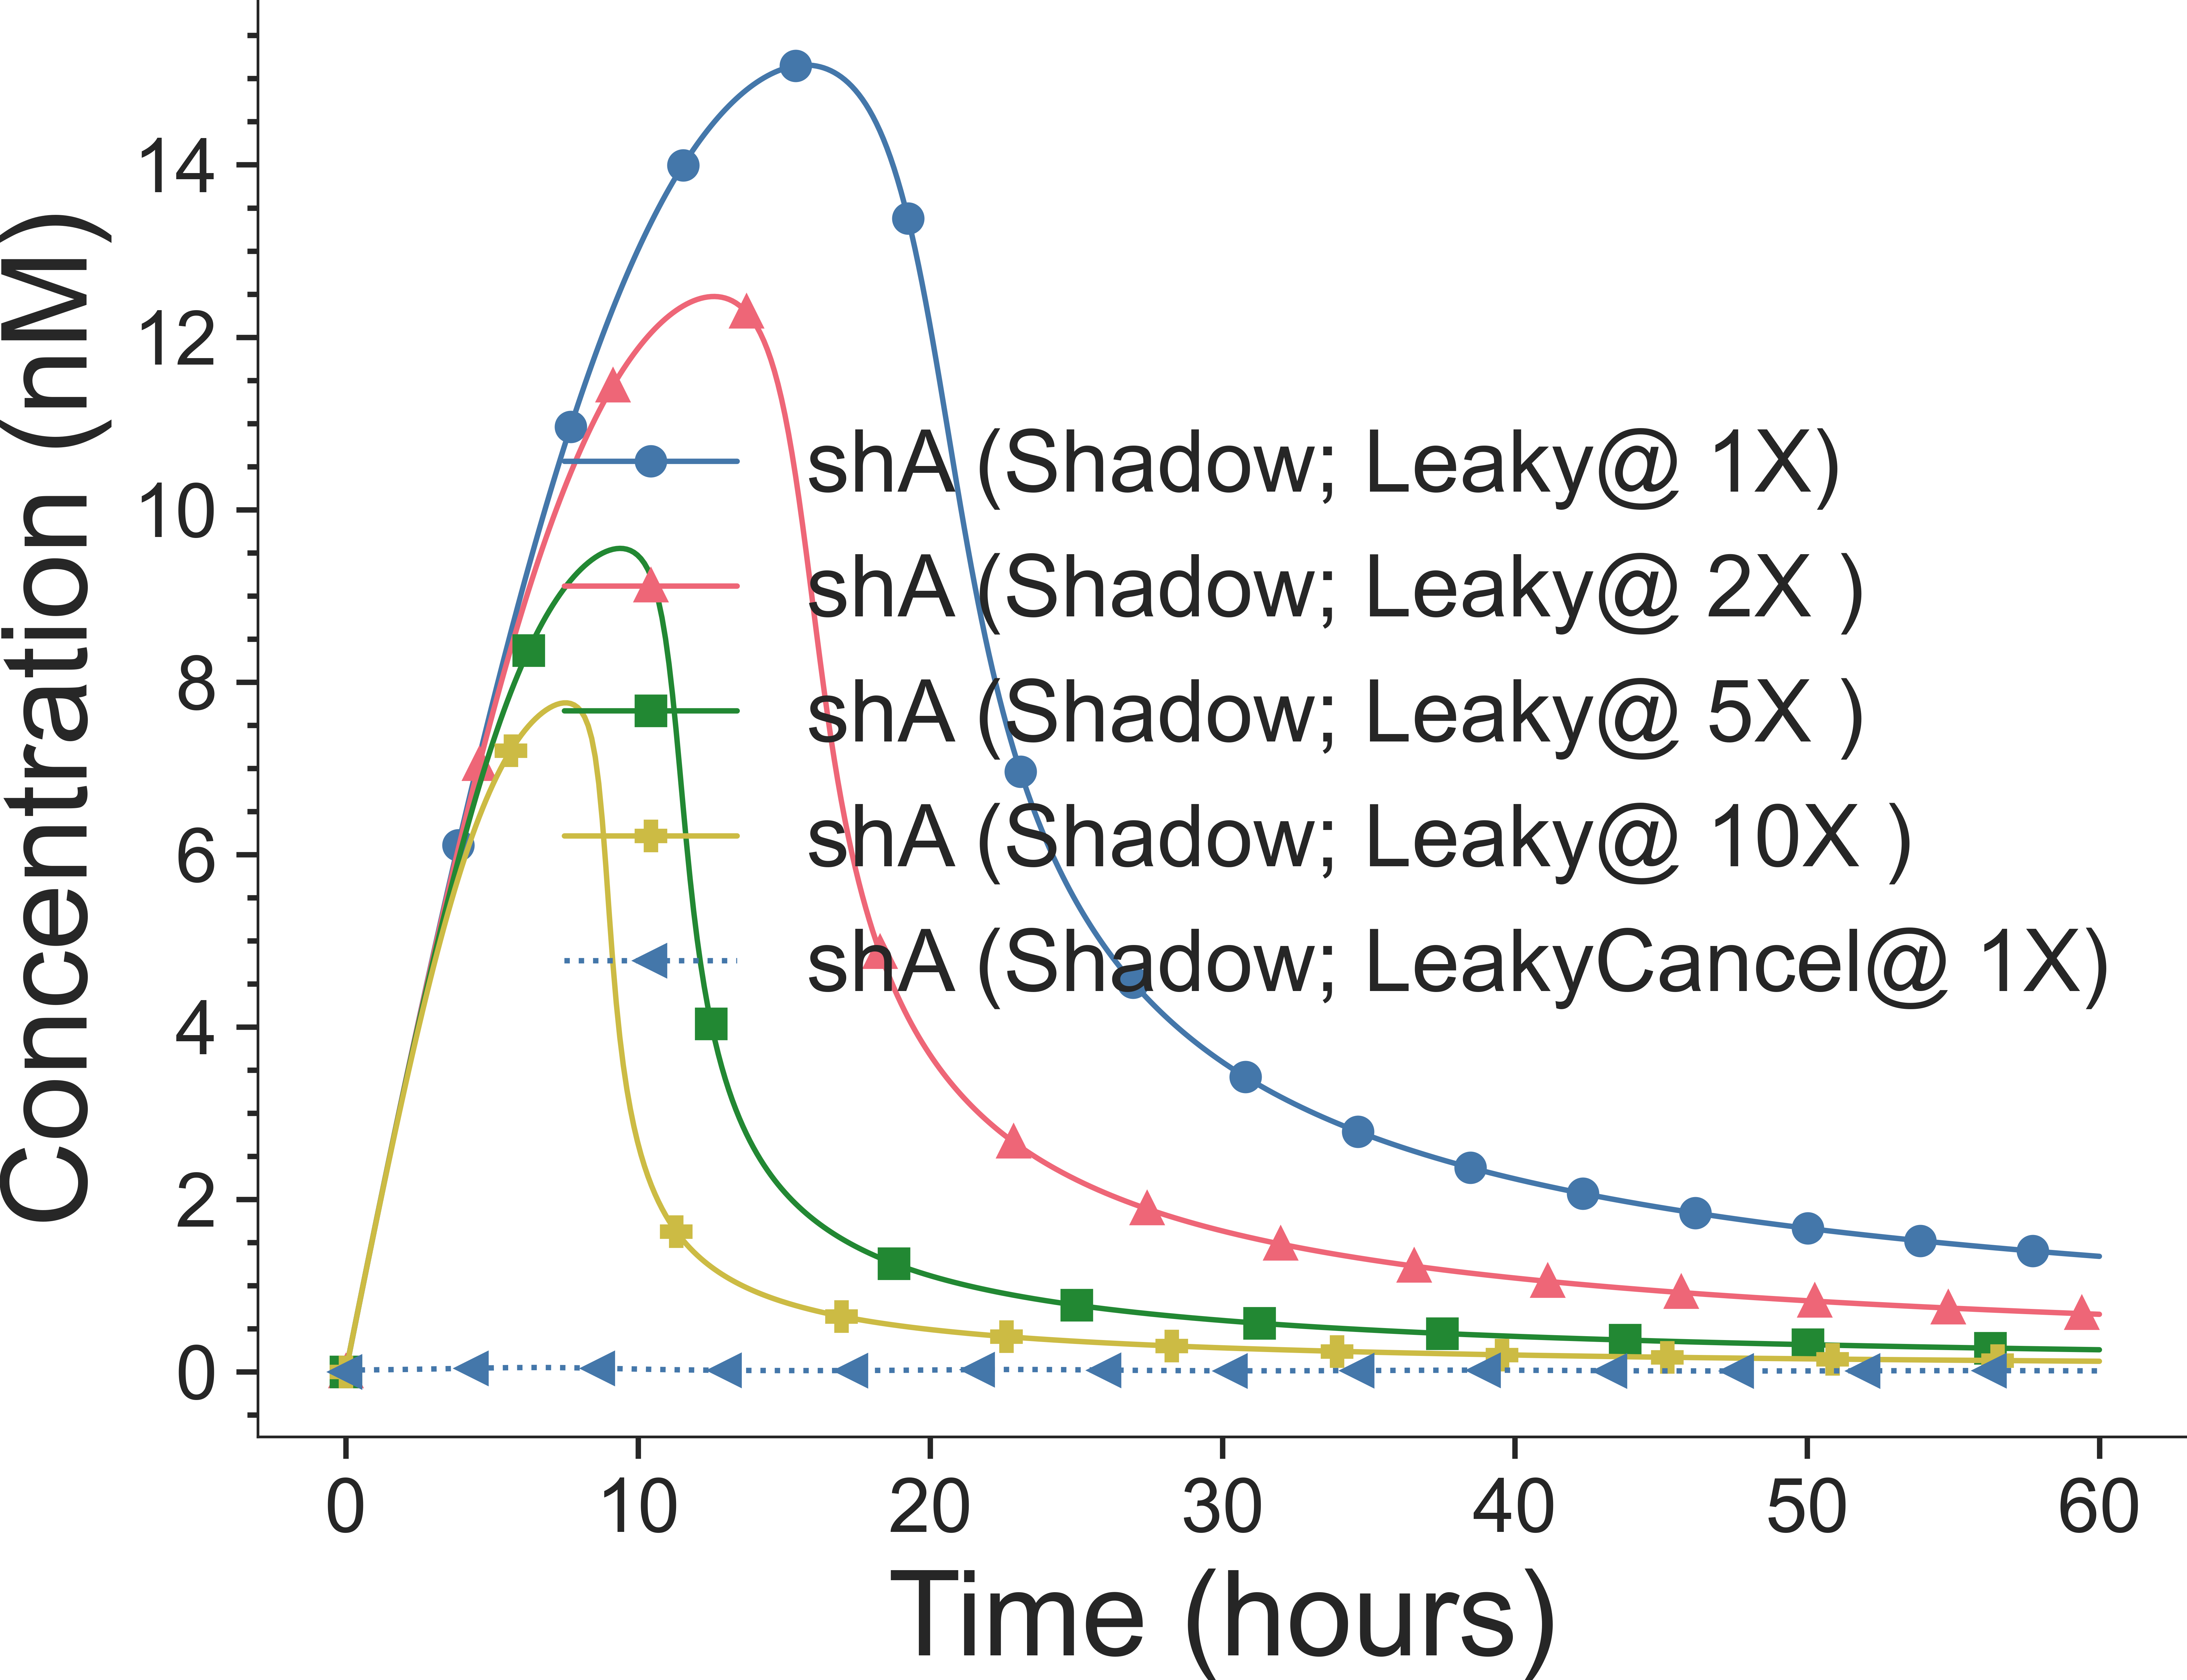 Concentration (nM)
14
12
10
8
6
4
2
0
shA (Shadow; Leaky@ 1X)
shA (Shadow; Leaky@ 2X )
shA (Shadow; Leaky@ 5X )
shA (Shadow; Leaky@ 10X )
shA (Shadow; LeakyCancel@ 1X)
0 10 20 30 40 50 60
Time (hours)